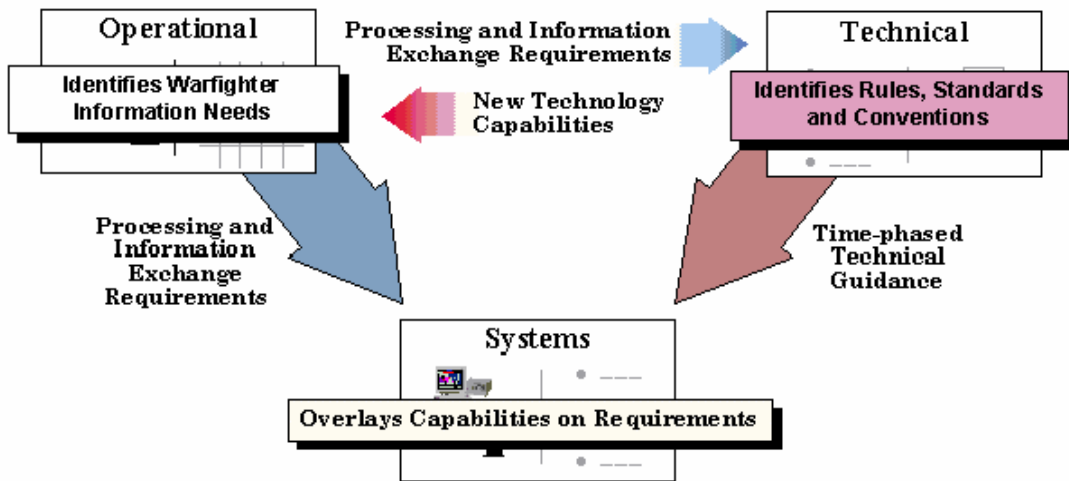 Operational
Identifies Warfighter
Information Needs
Processing and Information
Exchange Requirements
New Technology
Capabilities
Technical
Identifies Rules, Standards
and Conventions
Processing and
Information
Exchange
Requirements
Time-phased
Technical
Guidance
Systems
Overlays Capabilities on Requirements